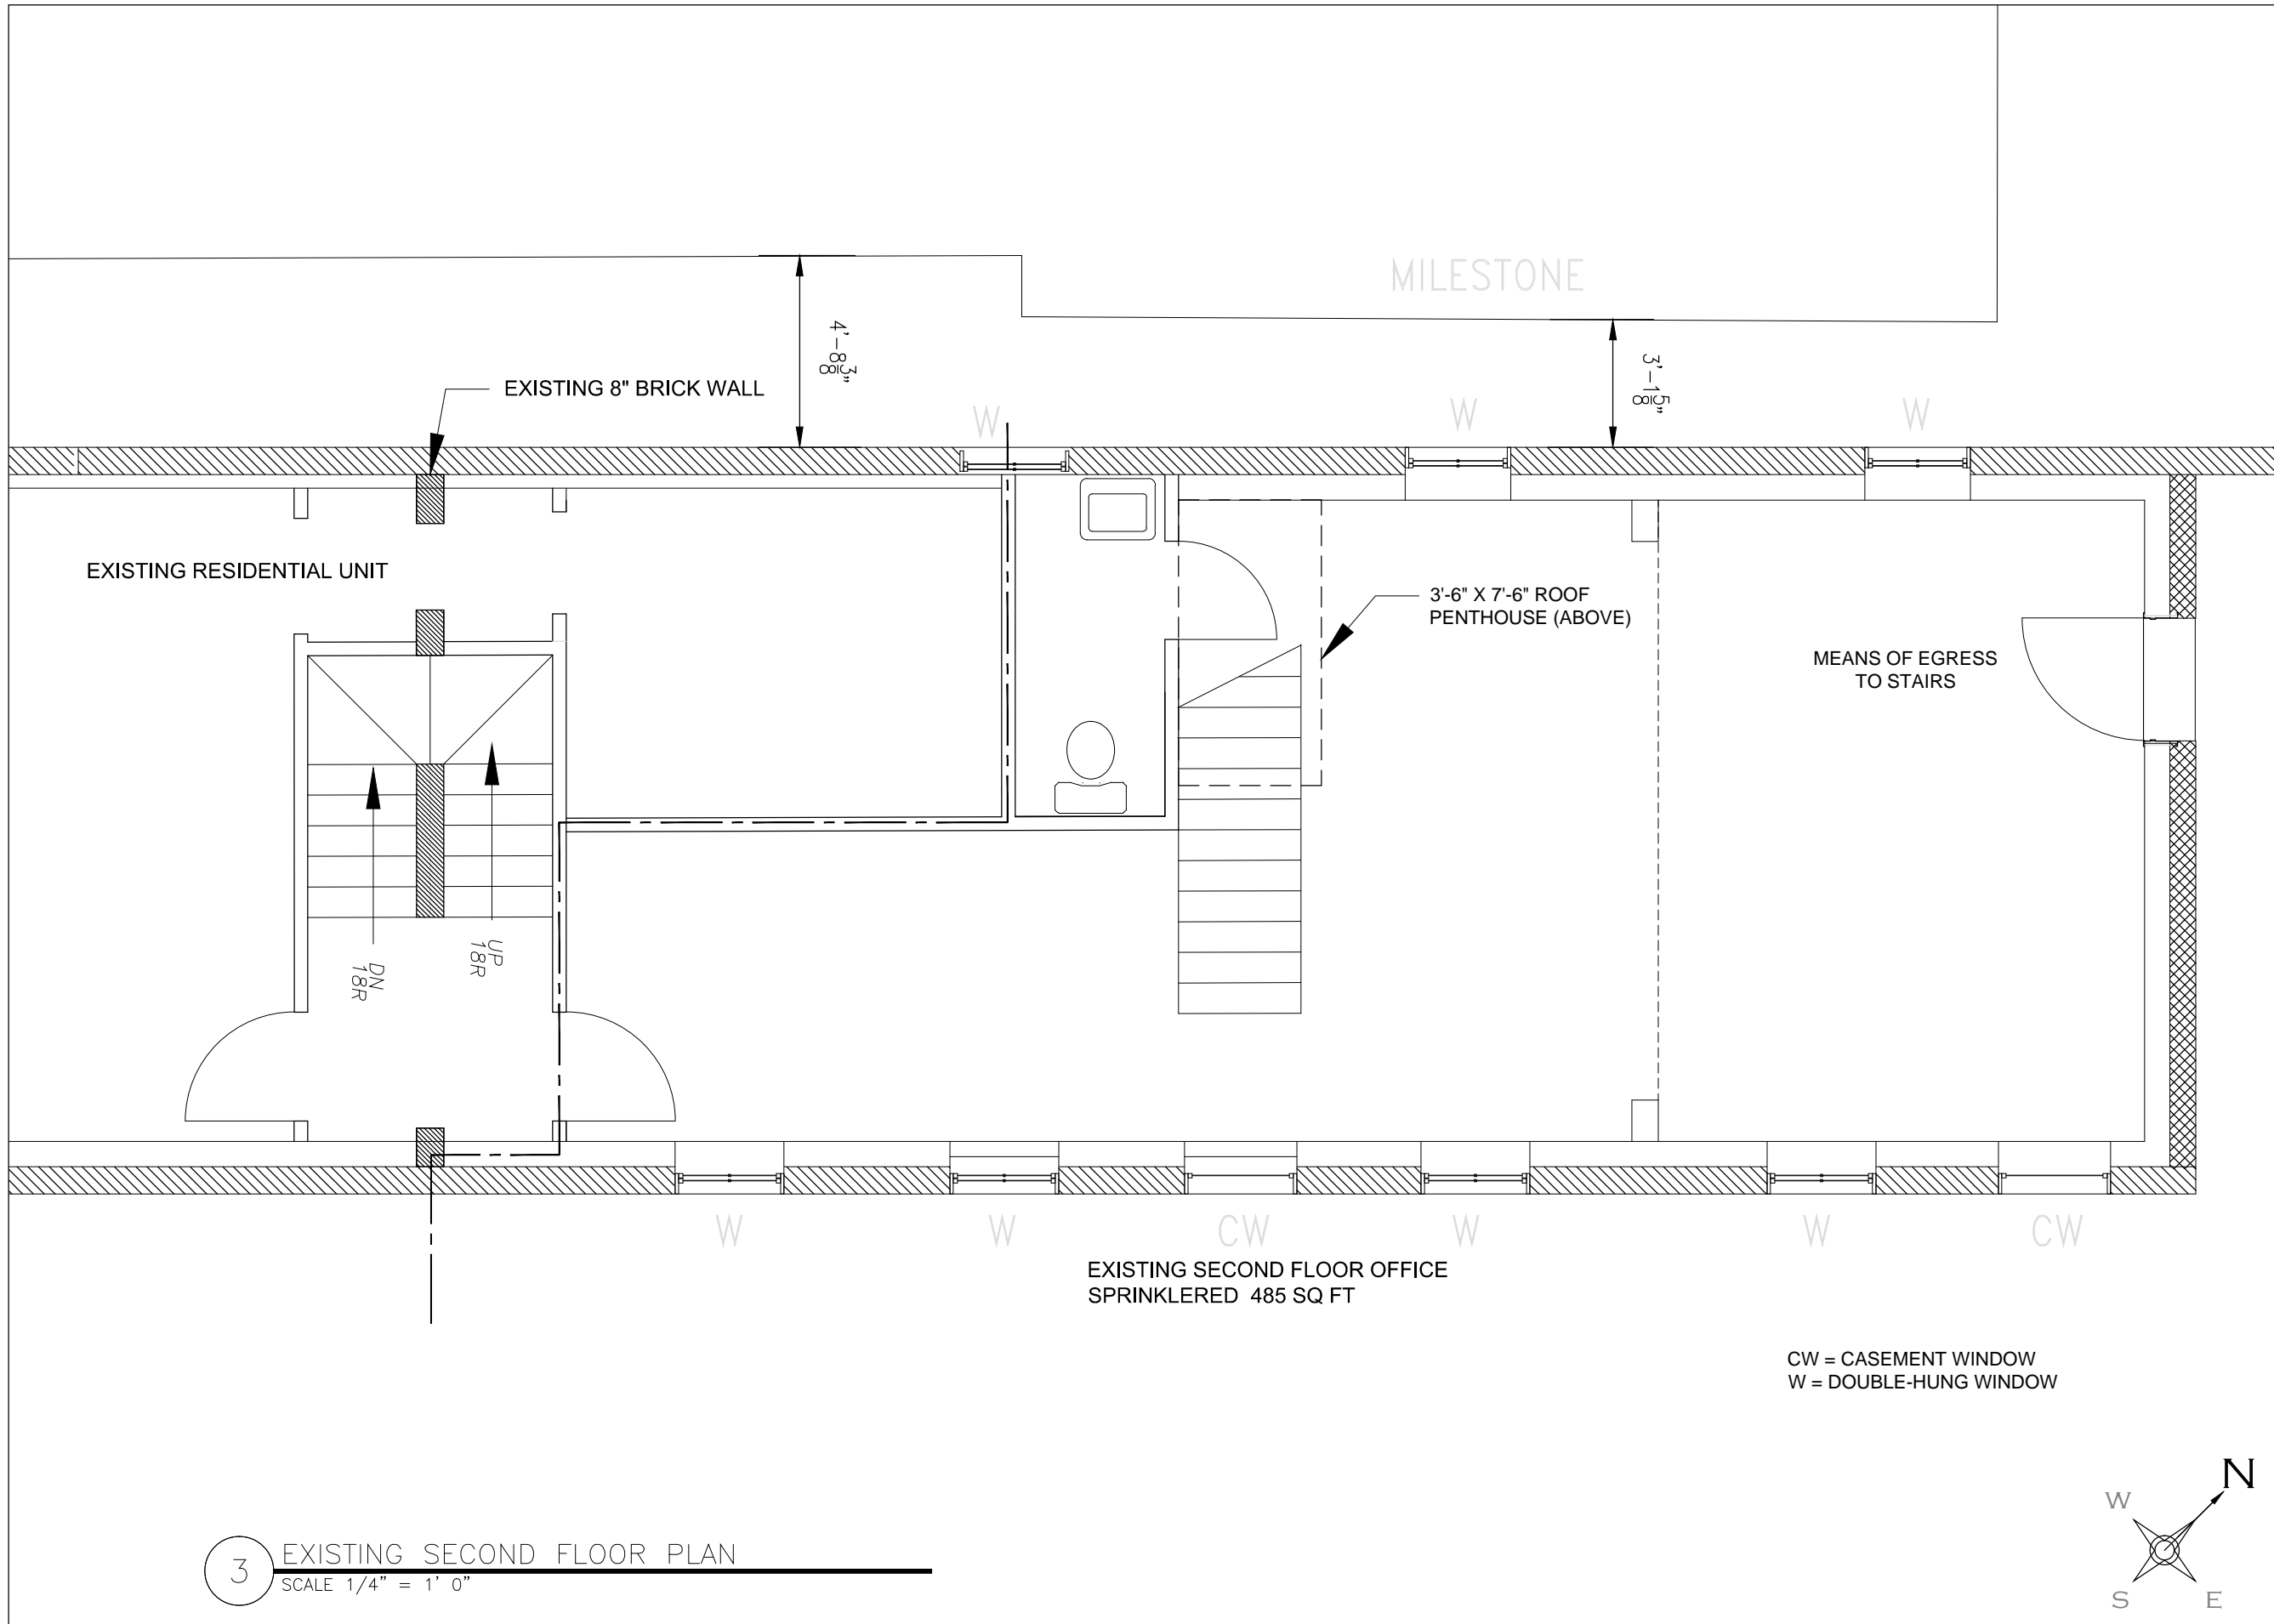 MILESTONE
4'-8 3/8"
3'-1 5/8"
EXISTING 8" BRICK WALL
W
W
W
EXISTING RESIDENTIAL UNIT
3'-6" X 7'-6" ROOF
PENTHOUSE (ABOVE)
MEANS OF EGRESS
TO STAIRS
UP
18R
DN
18R
W
W
CW
W
W
CW
EXISTING SECOND FLOOR OFFICE
SPRINKLERED 485 SQ FT
CW = CASEMENT WINDOW
W = DOUBLE-HUNG WINDOW
N
W
S
E
3
EXISTING SECOND FLOOR PLAN
SCALE 1/4" = 1' 0"